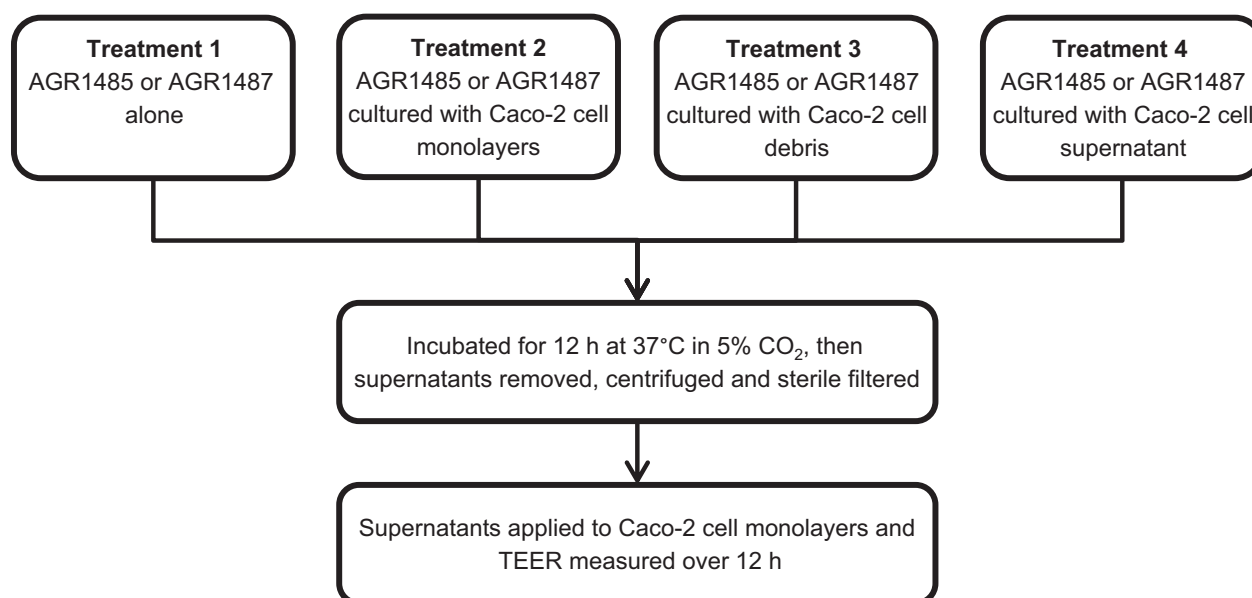 Treatment 1
AGR1485 or AGR1487
alone
Treatment 2
AGR1485 or AGR1487
cultured with Caco-2 cell
monolayers
Treatment 3
AGR1485 or AGR1487
cultured with Caco-2 cell
debris
Treatment 4
AGR1485 or AGR1487
cultured with Caco-2 cell
supernatant
Incubated for 12 h at 37°C in 5% CO₂, then
supernatants removed, centrifuged and sterile filtered
Supernatants applied to Caco-2 cell monolayers and
TEER measured over 12 h